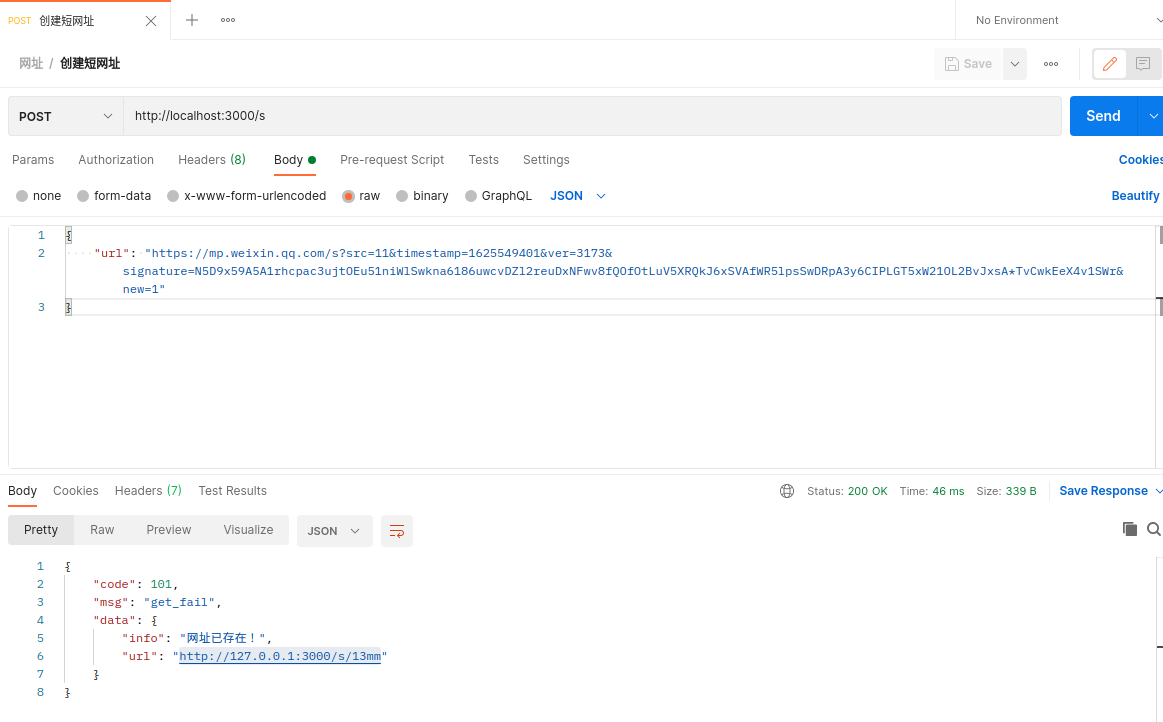 POST 创建短网址
No Environment
网址 / 创建短网址
Save
POST
http://localhost:3000/s
Send
Params Authorization Headers (8) Body Pre-request Script Tests Settings Cookies
none form-data x-www-form-urlencoded raw binary GraphQL JSON Beautify
1 {
2 "url": "https://mp.weixin.qq.com/s?src=11&timestamp=1625549401&ver=3173&
signature=N5D9x59A5A1rhcpac3ujtOEu51niWlSwkna6186uwcvDZl2reuDxNFwv8fQOfOtLuV5XRQkJ6xSVAfWR5lpsSwDRpA3y6CIPLGT5xW21OL2BvJxsA*TvCwkEeX4v1SWr&
new=1"
3 }
Body Cookies Headers (7) Test Results Status: 200 OK Time: 46 ms Size: 339 B Save Response
Pretty Raw Preview Visualize JSON
1 {
2 "code": 101,
3 "msg": "get_fail",
4 "data": {
5 "info": "网址已存在！",
6 "url": "http://127.0.0.1:3000/s/13mm"
7 }
8 }